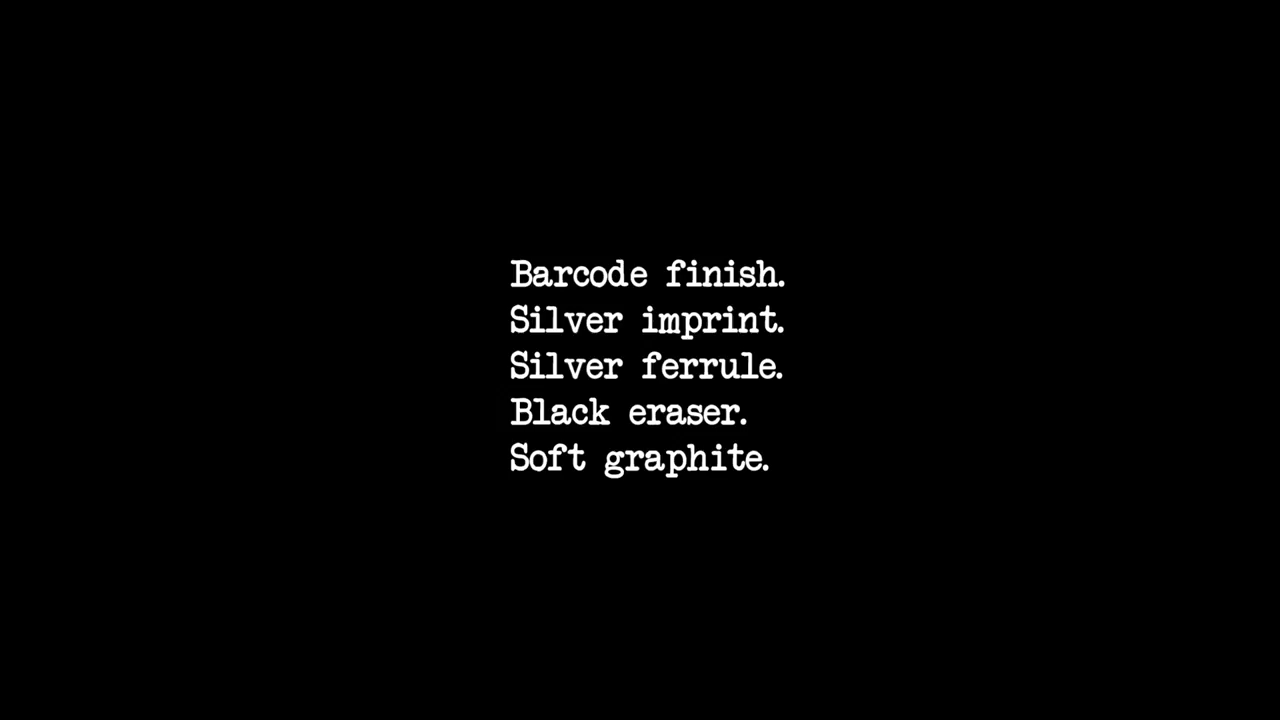 Barcode finish.
Silver imprint.
Silver ferrule.
Black eraser.
Soft graphite.